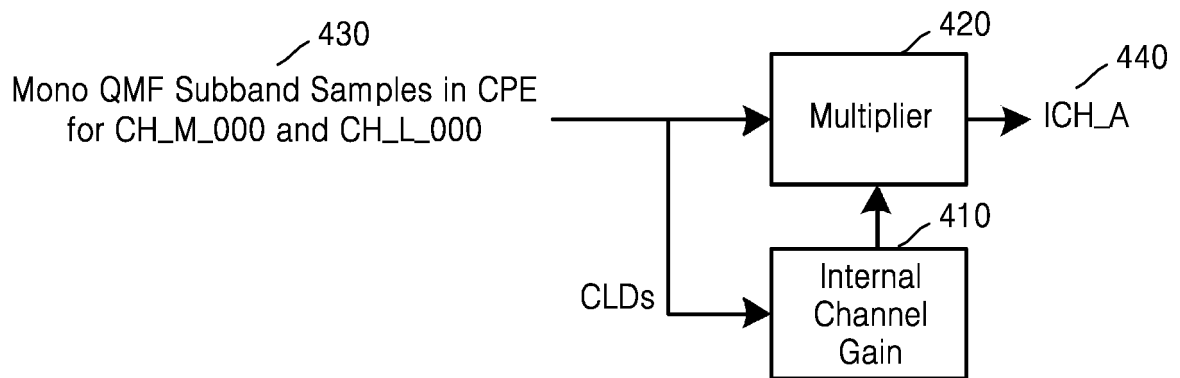 430
Mono QMF Subband Samples in CPE
for CH_M_000 and CH_L_000
420
Multiplier
440
ICH_A
410
CLDs
Internal
Channel
Gain